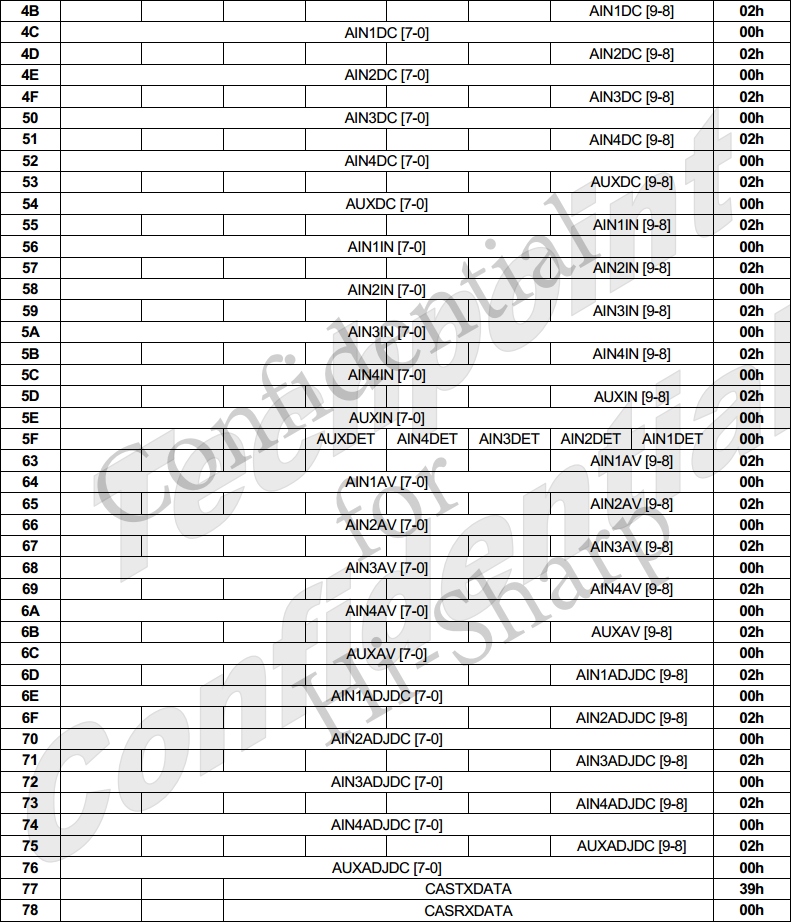 4B AIN1DC [9-8] 02h
4C AIN1DC [7-0] 00h
4D AIN2DC [9-8] 02h
4E AIN2DC [7-0] 00h
4F AIN3DC [9-8] 02h
50 AIN3DC [7-0] 00h
51 AIN4DC [9-8] 02h
52 AIN4DC [7-0] 00h
53 AUXDC [9-8] 02h
54 AUXDC [7-0] 00h
55 AIN1IN [9-8] 02h
56 AIN1IN [7-0] 00h
57 AIN2IN [9-8] 02h
58 AIN2IN [7-0] 00h
59 AIN3IN [9-8] 02h
5A AIN3IN [7-0] 00h
5B AIN4IN [9-8] 02h
5C AIN4IN [7-0] 00h
5D AUXIN [9-8] 02h
5E AUXIN [7-0] 00h
5F AUXDET AIN4DET AIN3DET AIN2DET AIN1DET 00h
63 AIN1AV [9-8] 02h
64 AIN1AV [7-0] 00h
65 AIN2AV [9-8] 02h
66 AIN2AV [7-0] 00h
67 AIN3AV [9-8] 02h
68 AIN3AV [7-0] 00h
69 AIN4AV [9-8] 02h
6A AIN4AV [7-0] 00h
6B AUXAV [9-8] 02h
6C AUXAV [7-0] 00h
6D AIN1ADJDC [9-8] 02h
6E AIN1ADJDC [7-0] 00h
6F AIN2ADJDC [9-8] 02h
70 AIN2ADJDC [7-0] 00h
71 AIN3ADJDC [9-8] 02h
72 AIN3ADJDC [7-0] 00h
73 AIN4ADJDC [9-8] 02h
74 AIN4ADJDC [7-0] 00h
75 AUXADJDC [9-8] 02h
76 AUXADJDC [7-0] 00h
77 CASTXDATA 39h
78 CASRXDATA 00h
Techpoint
Confidential
Confidential
for
Hi-Sharp